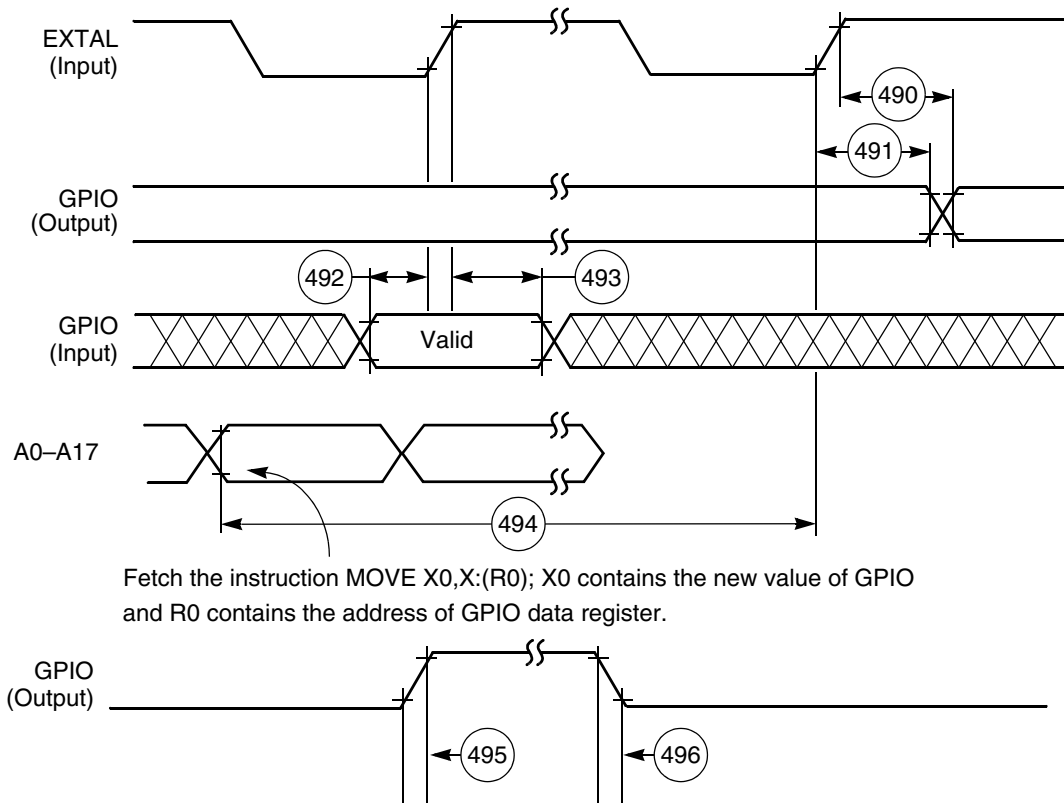 EXTAL
(Input)
490
491
GPIO
(Output)
492
493
GPIO
(Input)
Valid
A0–A17
494
Fetch the instruction MOVE X0,X:(R0); X0 contains the new value of GPIO
and R0 contains the address of GPIO data register.
GPIO
(Output)
495
496